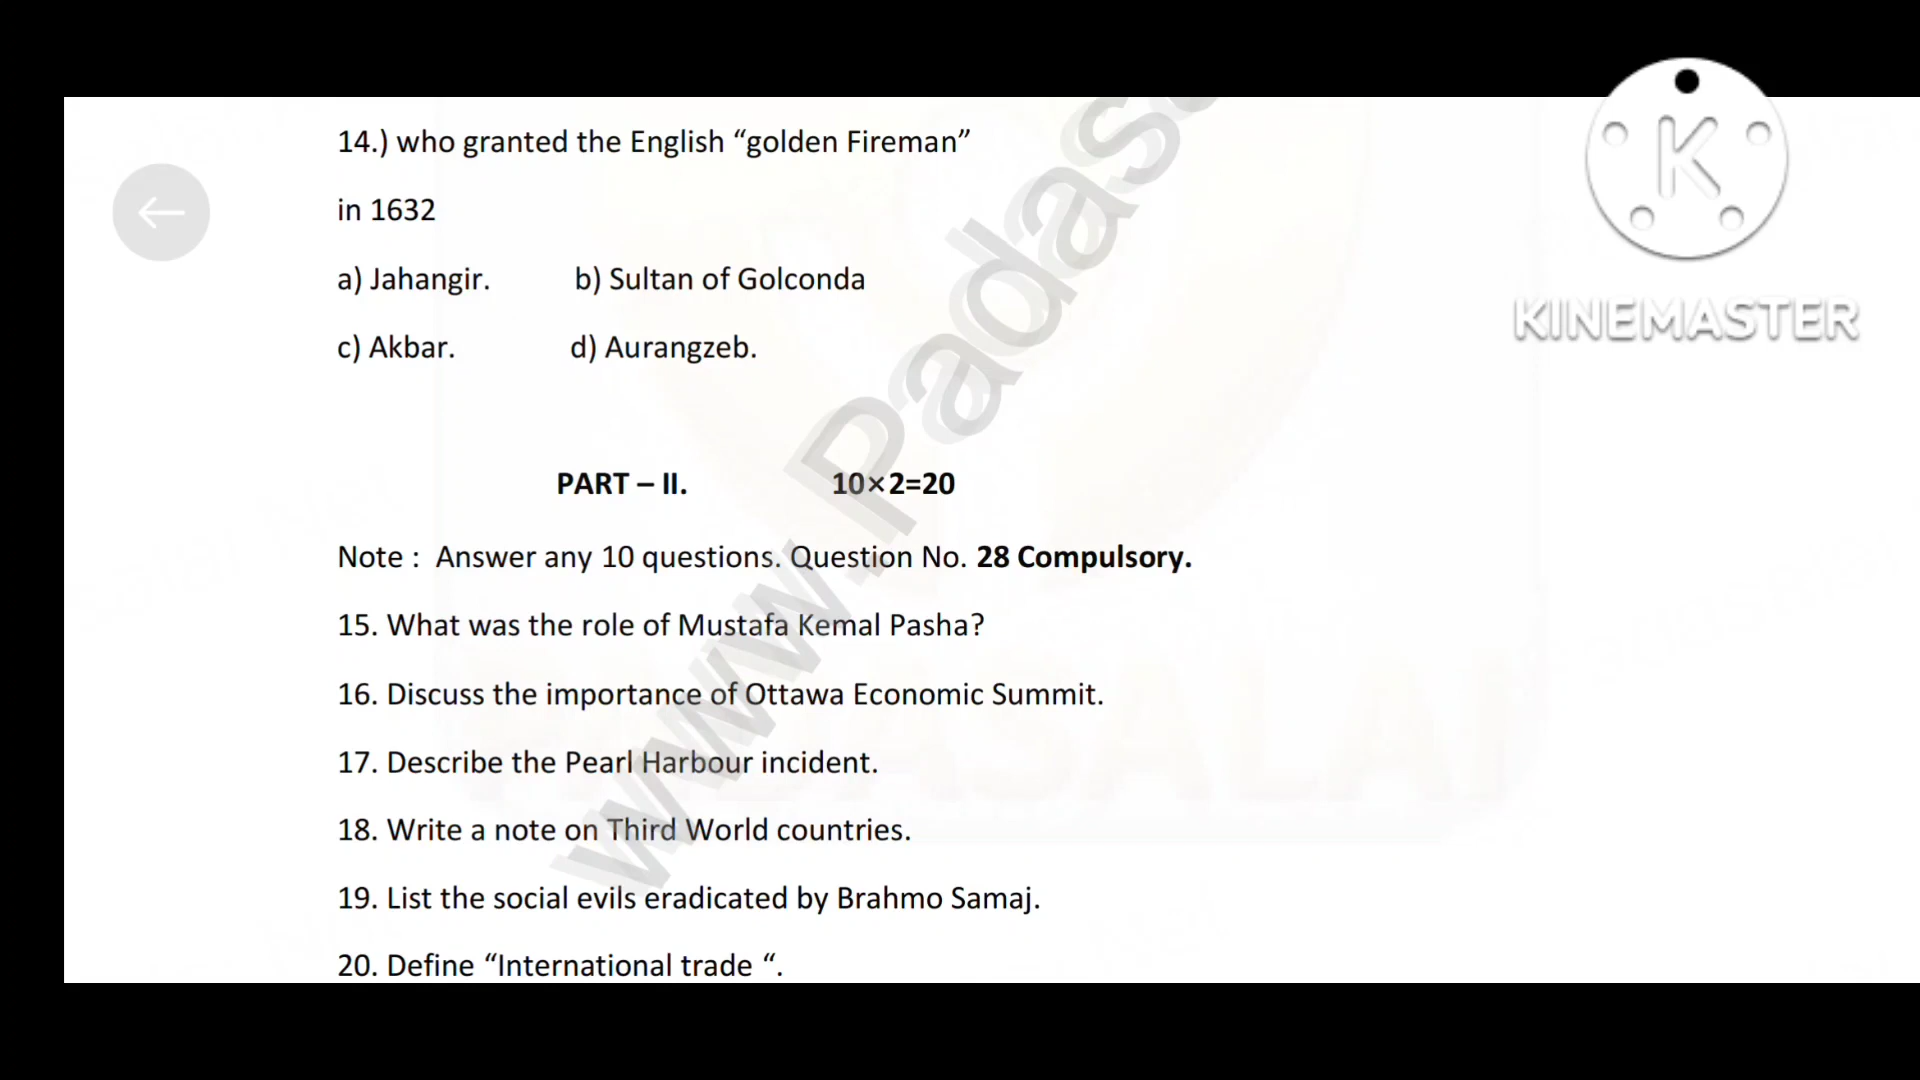 14.) who granted the English “golden Fireman”
in 1632
a) Jahangir. b) Sultan of Golconda
c) Akbar. d) Aurangzeb.
PART – II. 10×2=20
Note : Answer any 10 questions. Question No. 28 Compulsory.
15. What was the role of Mustafa Kemal Pasha?
16. Discuss the importance of Ottawa Economic Summit.
17. Describe the Pearl Harbour incident.
18. Write a note on Third World countries.
19. List the social evils eradicated by Brahmo Samaj.
20. Define “International trade “.
www.Padasa
PADASALAI
K
KINEMASTER